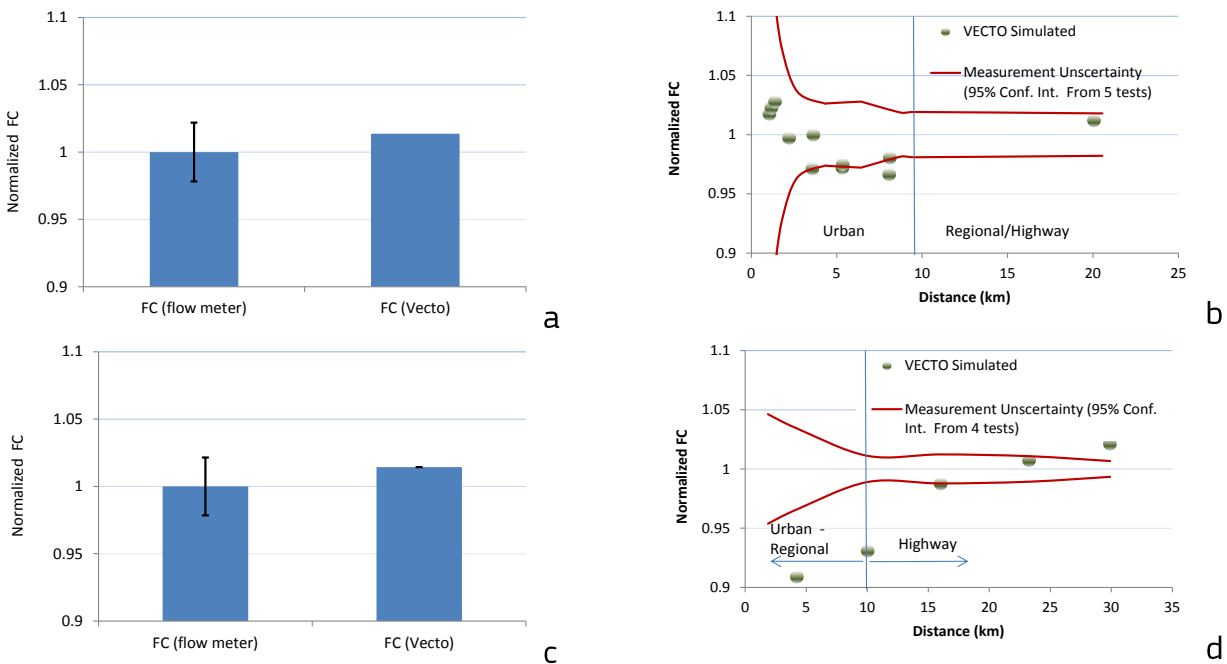 1.1
1.05
1
0.95
0.9
Normalized FC
FC (flow meter)
FC (Vecto)
a
1.1
1.05
1
0.95
0.9
Normalized FC
VECTO Simulated
Measurement Unscertainty
(95% Conf. Int. From 5 tests)
Urban
Regional/Highway
0
5
10
15
20
25
Distance (km)
b
1.1
1.05
1
0.95
0.9
Normalized FC
FC (flow meter)
FC (Vecto)
c
1.1
1.05
1
0.95
0.9
Normalized FC
VECTO Simulated
Measurement Unscertainty (95% Conf.
Int. From 4 tests)
Urban -
Regional
Highway
0
5
10
15
20
25
30
35
Distance (km)
d